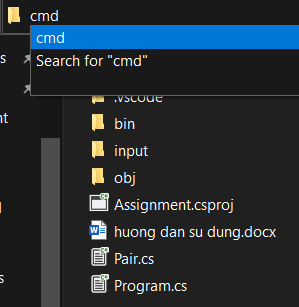 cmd
cmd
Search for "cmd"
.vscode
bin
input
obj
Assignment.csproj
huong dan su dung.docx
Pair.cs
Program.cs